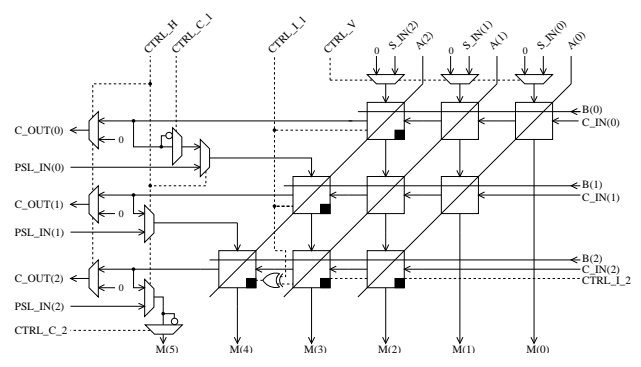 CTRL_H
CTRL_C_1
CTRL_I_1
CTRL_V
0
S_IN(2)
A(2)
0
S_IN(1)
A(1)
0
S_IN(0)
A(0)
B(0)
C_OUT(0)
C_IN(0)
0
PSL_IN(0)
B(1)
C_OUT(1)
C_IN(1)
0
PSL_IN(1)
B(2)
C_OUT(2)
C_IN(2)
0
CTRL_I_2
PSL_IN(2)
CTRL_C_2
M(5)
M(4)
M(3)
M(2)
M(1)
M(0)